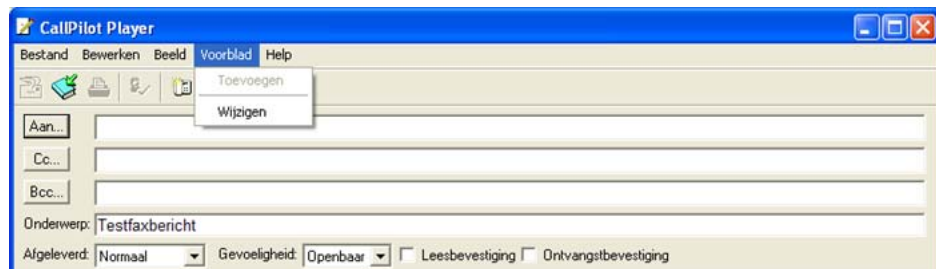 CallPilot Player
Bestand Bewerken Beeld Voorblad Help
Toevoegen
Wijzigen
Aan...
Cc...
Bcc...
Onderwerp: Testfaxbericht
Afgeleverd: Normaal Gevoeligheid: Openbaar Leesbevestiging Ontvangstbevestiging